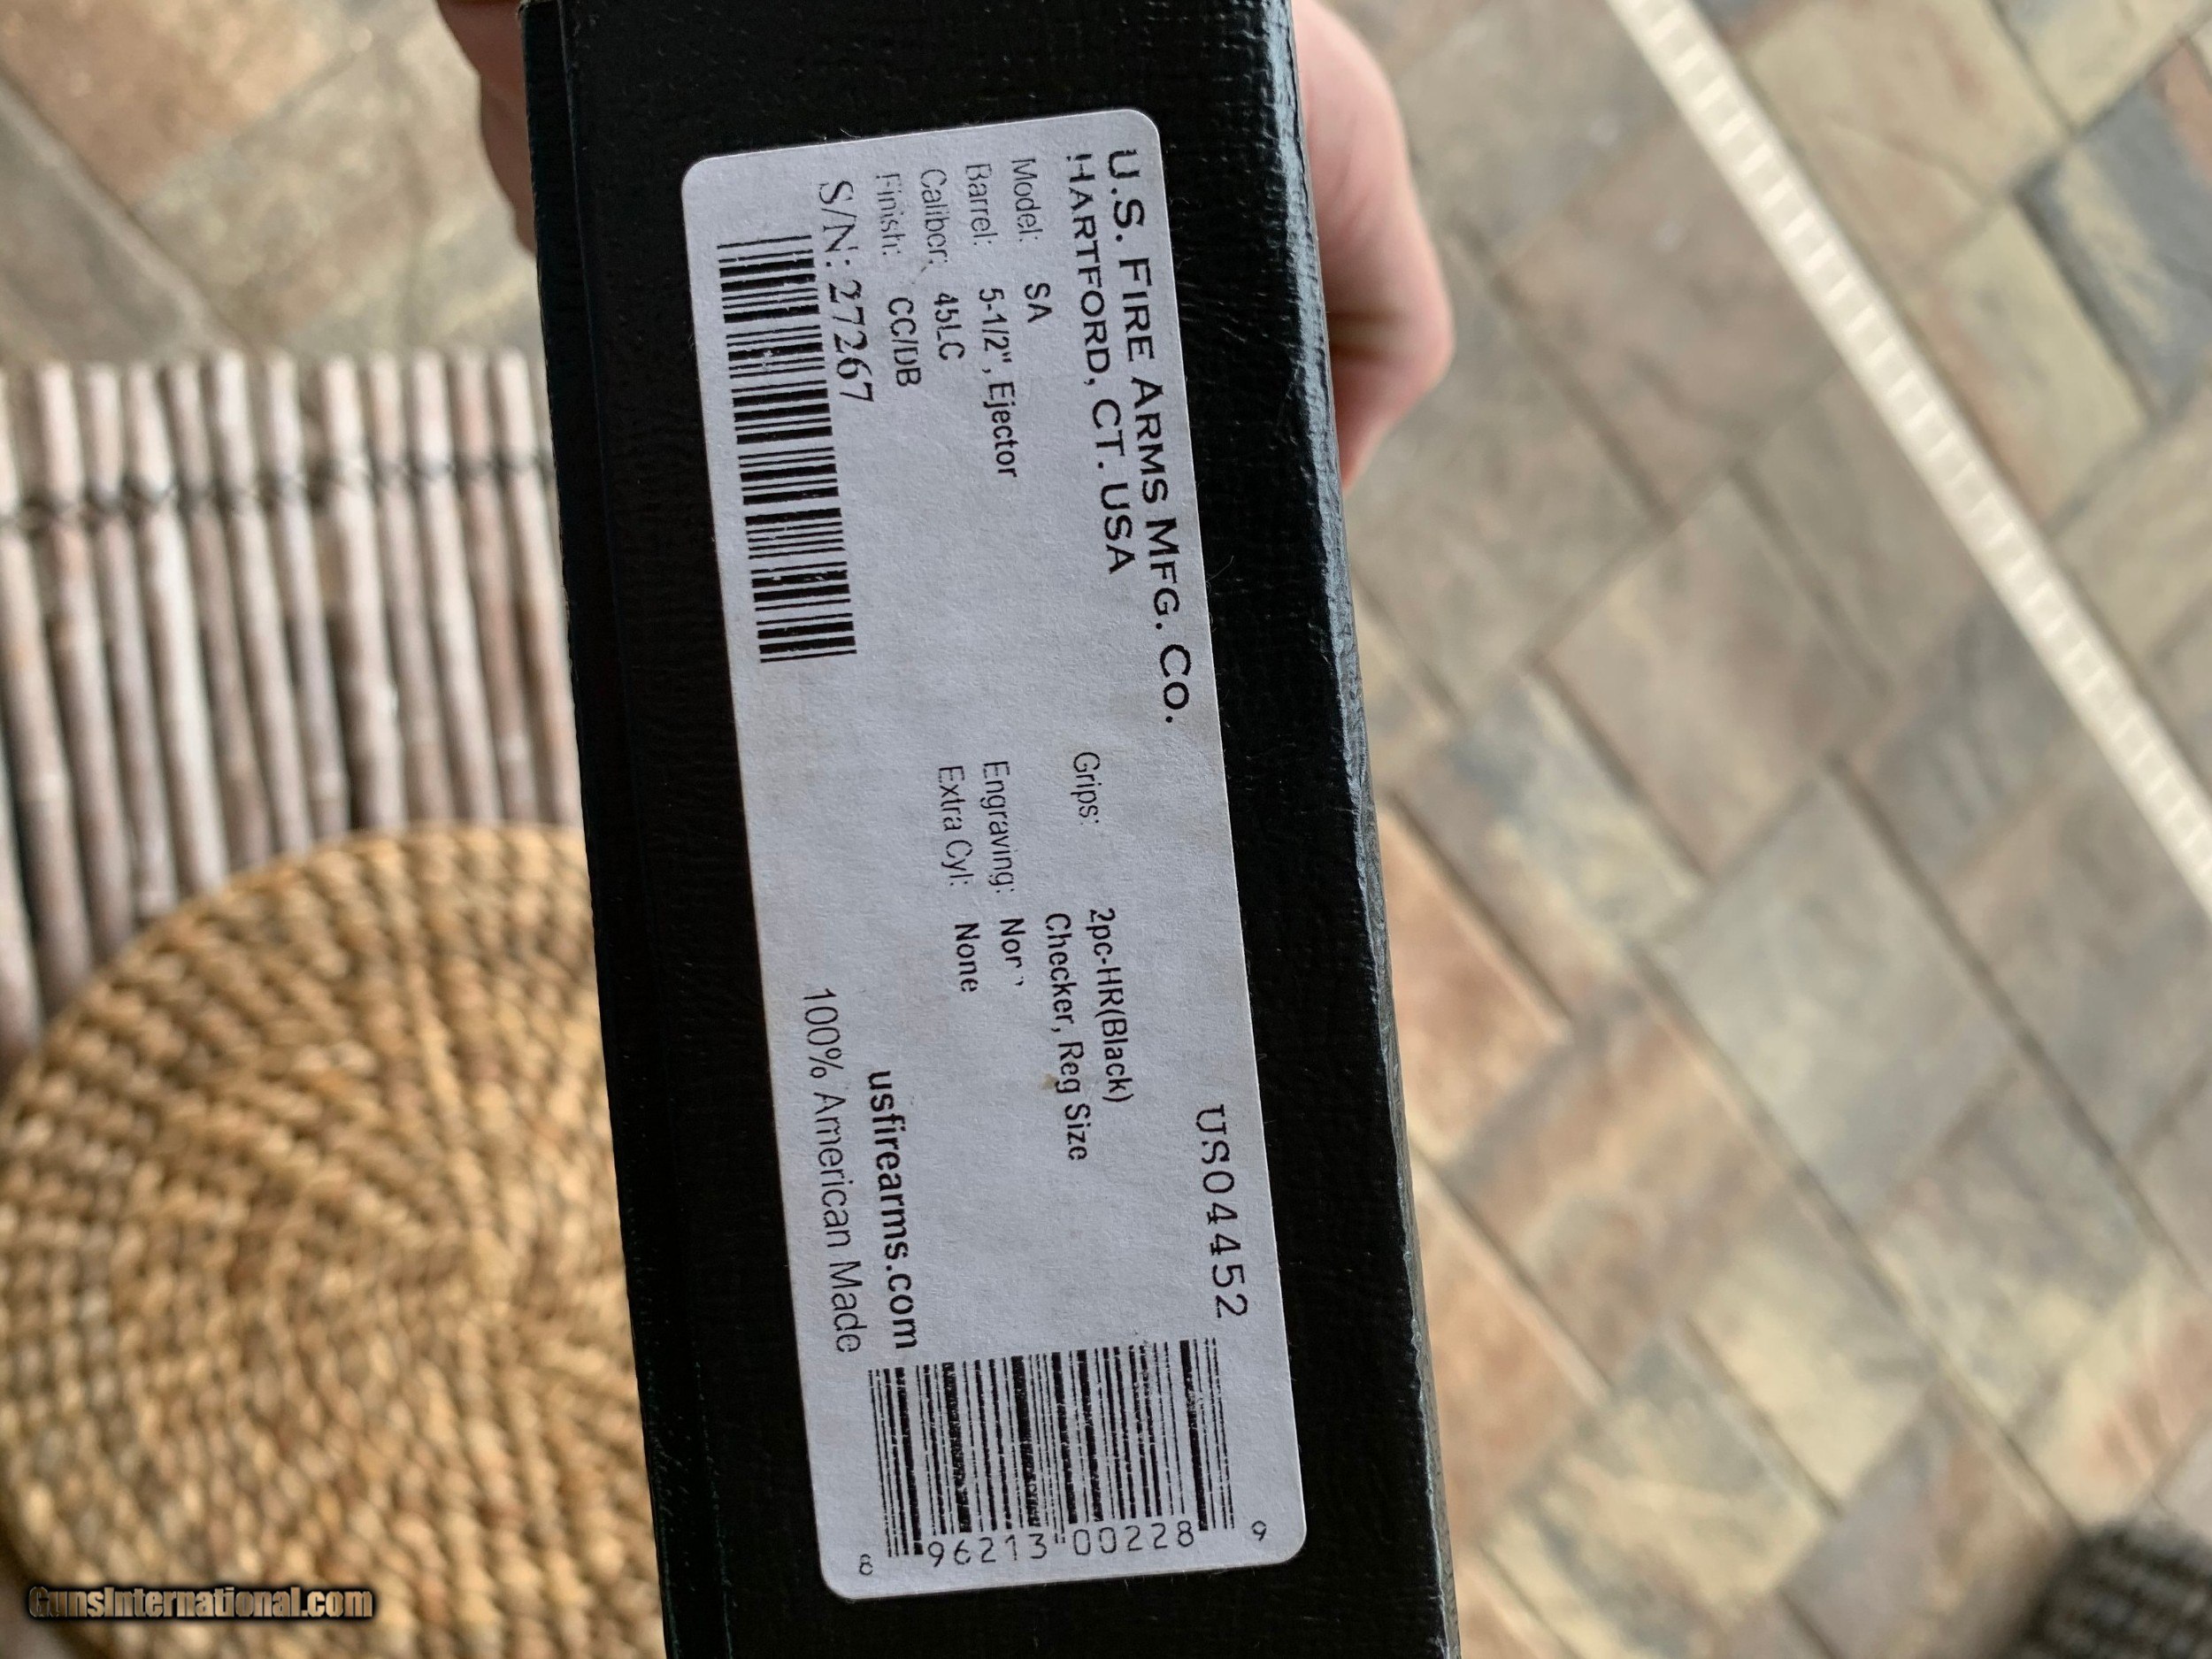 U.S. FIRE ARMS MFG. CO.
HARTFORD, CT. USA
US04452
Model: SA
Barrel: 5-1/2", Ejector
Caliber: 45LC
Finish: CC/DB
S/N: 27267
Grips: 2pc-HR(Black)
Checker, Reg Size
Engraving:
Extra Cyl: None
usfirearms.com
100% American Made
8 96213 00228 9
GunsInternational.com